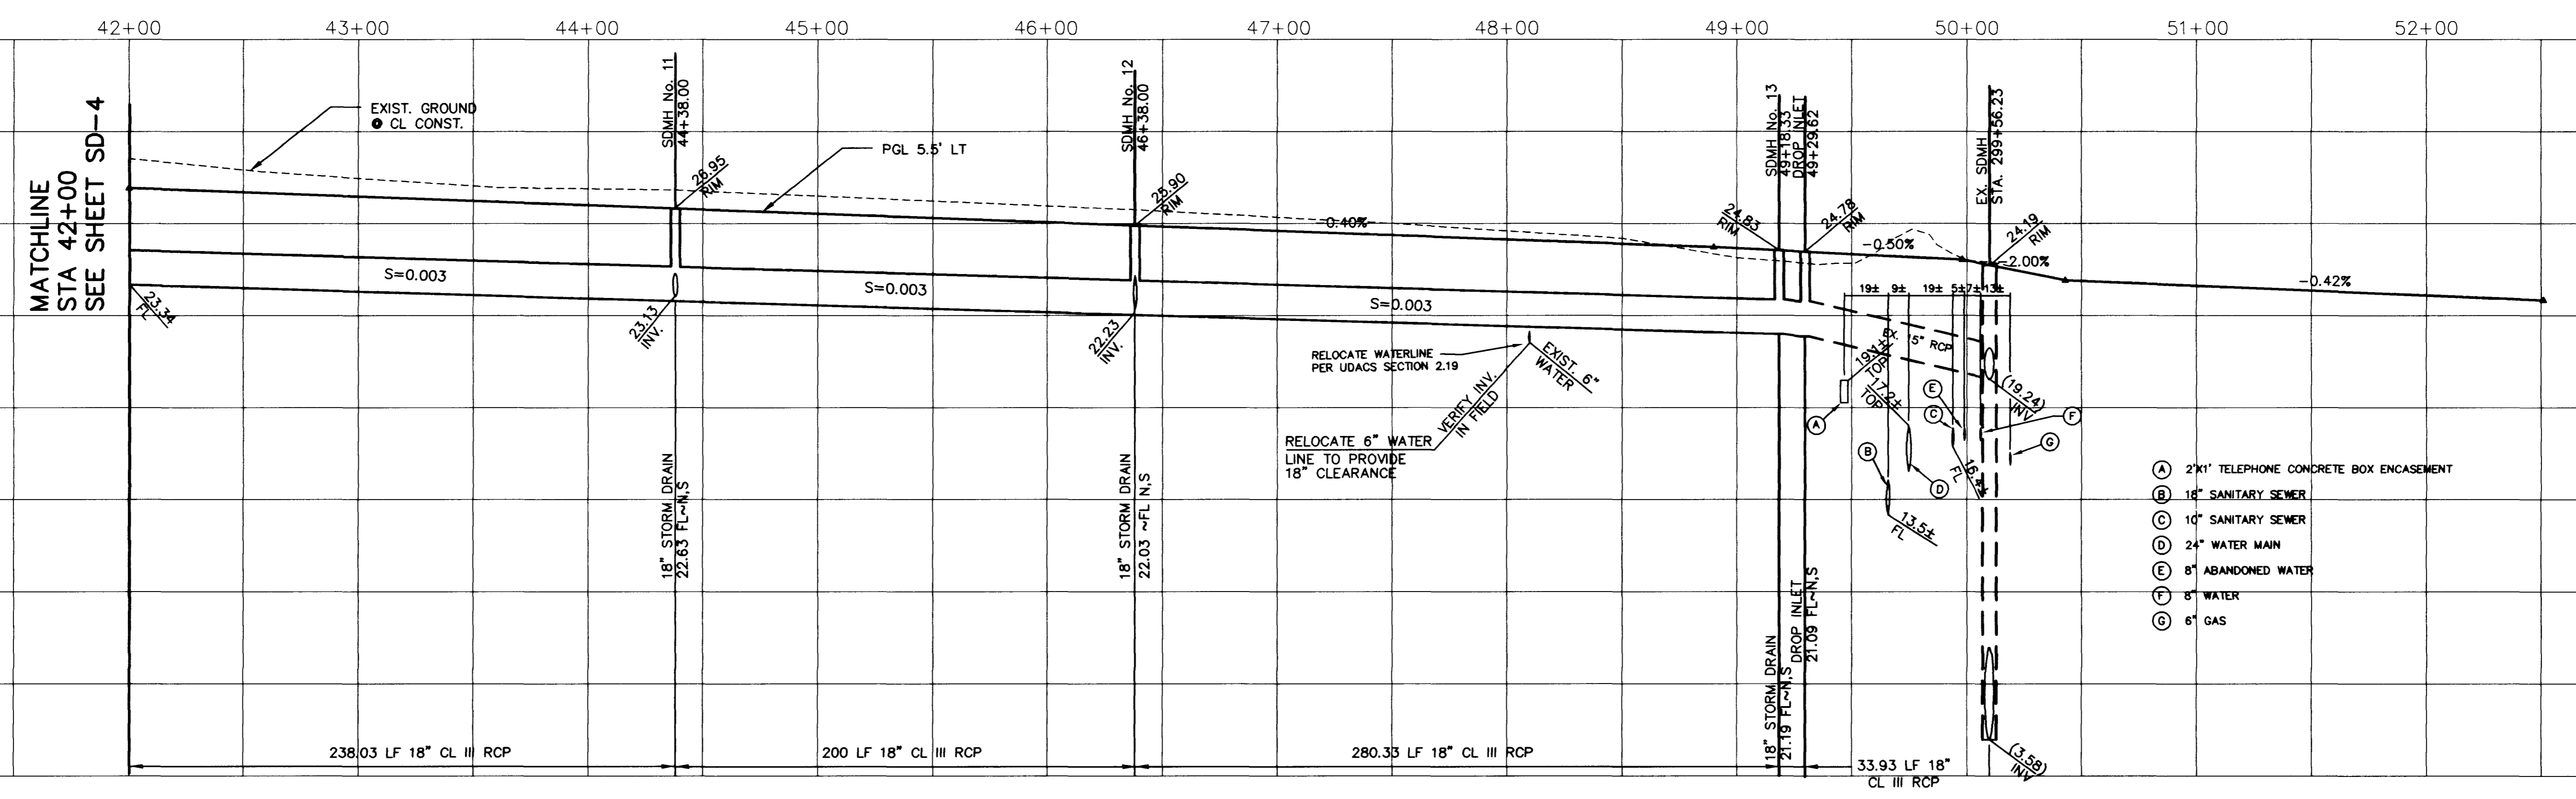 42+00 43+00 44+00 45+00 46+00 47+00 48+00 49+00 50+00 51+00 52+00
MATCHLINE
STA 42+00
SEE SHEET SD-4
EXIST. GROUND
@ CL CONST.
SDMH No. 11
44+38.00
26.95
RIM
PGL 5.5' LT
SDMH No. 12
46+38.00
25.90
RIM
-0.40%
SDMH No. 13
49+18.33
DROP INLET
49+29.62
24.83
RIM
24.78
RIM
-0.50%
EX. SDMH
STA. 299+56.23
24.19
RIM
-2.00%
-0.42%
S=0.003
S=0.003
S=0.003
23.34
FL
23.13
INV.
22.23
INV.
19± 9± 19± 5± 7± 13±
RELOCATE WATERLINE
PER UDACS SECTION 2.19
EXIST. 6"
WATER
VERIFY INV.
IN FIELD
RELOCATE 6" WATER
LINE TO PROVIDE
18" CLEARANCE
EX. 15" RCP
19.1±
TOP
17.2±
TOP
(19.24)
INV
A
B
C
D
E
F
G
16.4±
FL
13.5±
FL
A 2'X1' TELEPHONE CONCRETE BOX ENCASEMENT
B 18" SANITARY SEWER
C 10" SANITARY SEWER
D 24" WATER MAIN
E 8" ABANDONED WATER
F 8" WATER
G 6" GAS
18" STORM DRAIN
22.63 FL~N,S
18" STORM DRAIN
22.03 ~FL N,S
18" STORM DRAIN
21.19 FL~N,S
DROP INLET
21.09 FL~N,S
(3.58)
INV
238.03 LF 18" CL III RCP
200 LF 18" CL III RCP
280.33 LF 18" CL III RCP
33.93 LF 18"
CL III RCP